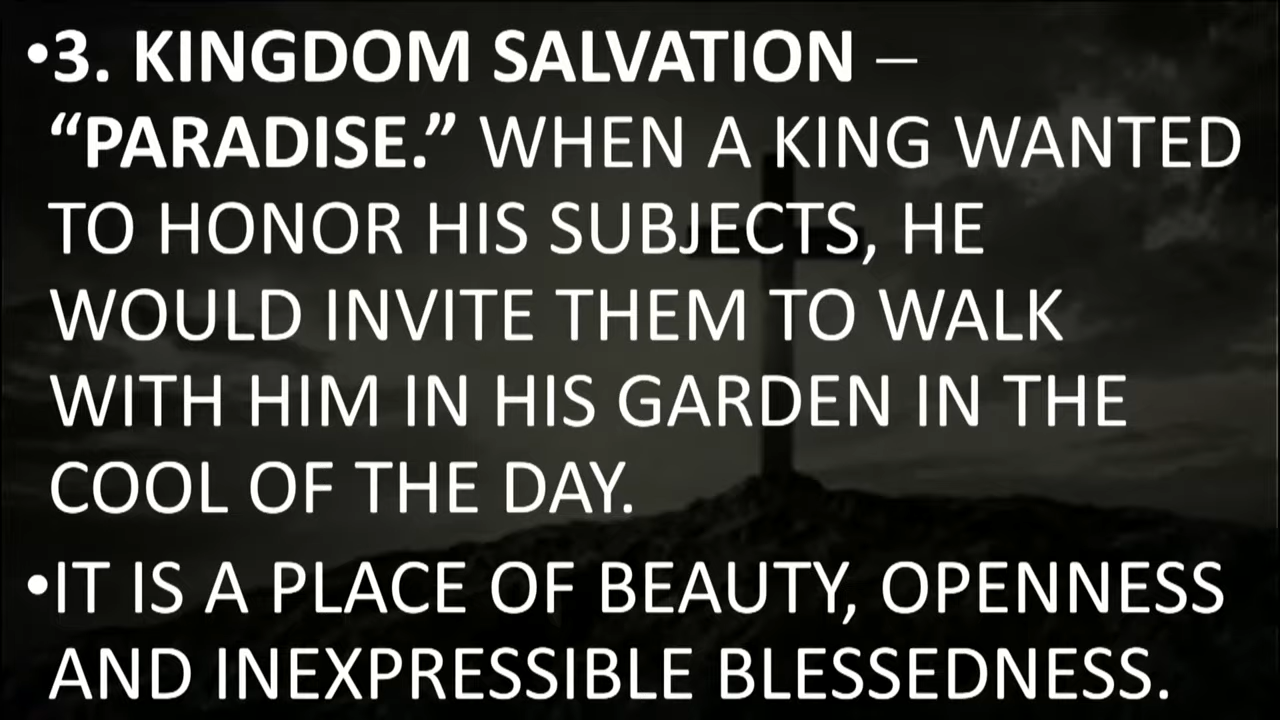 •3. KINGDOM SALVATION –
“PARADISE.” WHEN A KING WANTED
TO HONOR HIS SUBJECTS, HE
WOULD INVITE THEM TO WALK
WITH HIM IN HIS GARDEN IN THE
COOL OF THE DAY.
•IT IS A PLACE OF BEAUTY, OPENNESS
AND INEXPRESSIBLE BLESSEDNESS.